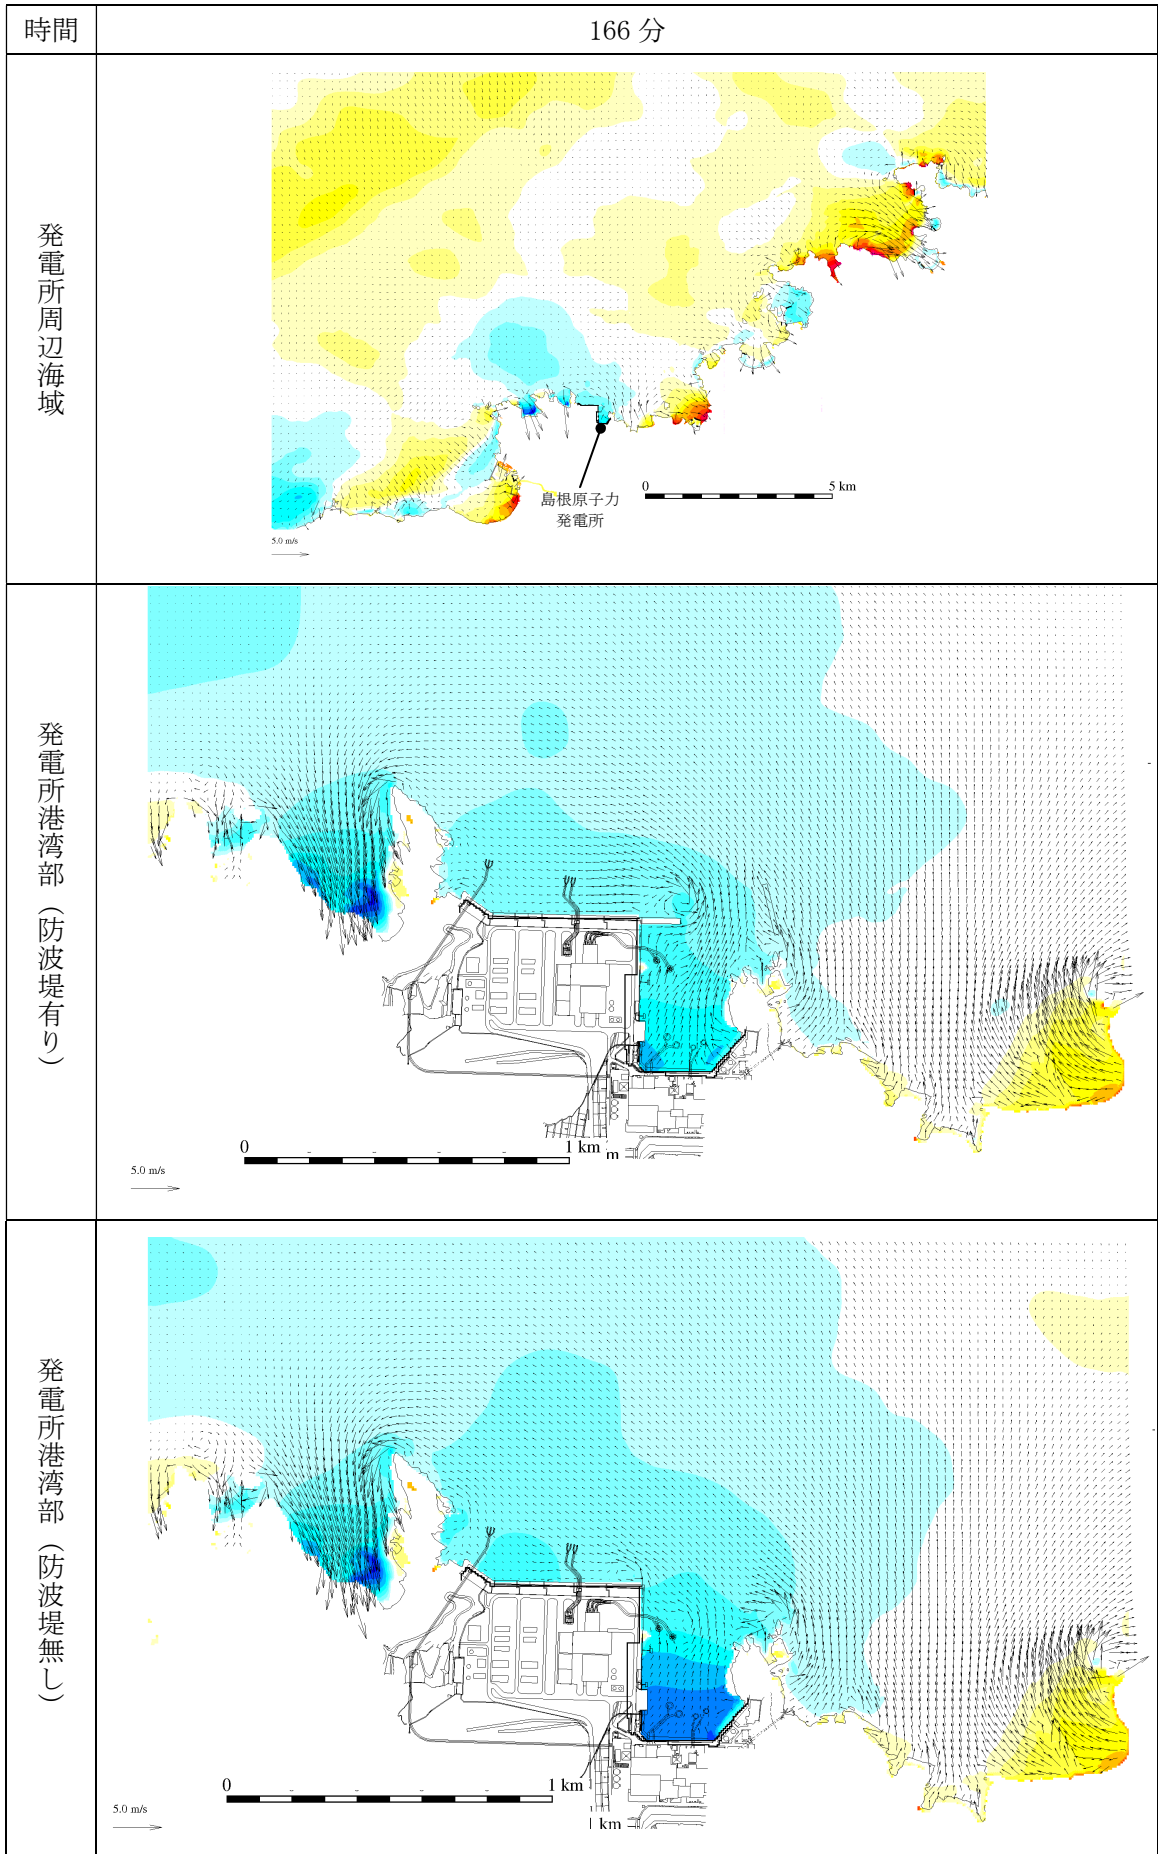 時間
166 分
発電所周辺海域
島根原子力
発電所
0
5 km
5.0 m/s
発電所港湾部（防波堤有り）
0
1 km
m
5.0 m/s
発電所港湾部（防波堤無し）
0
1 km
km
5.0 m/s